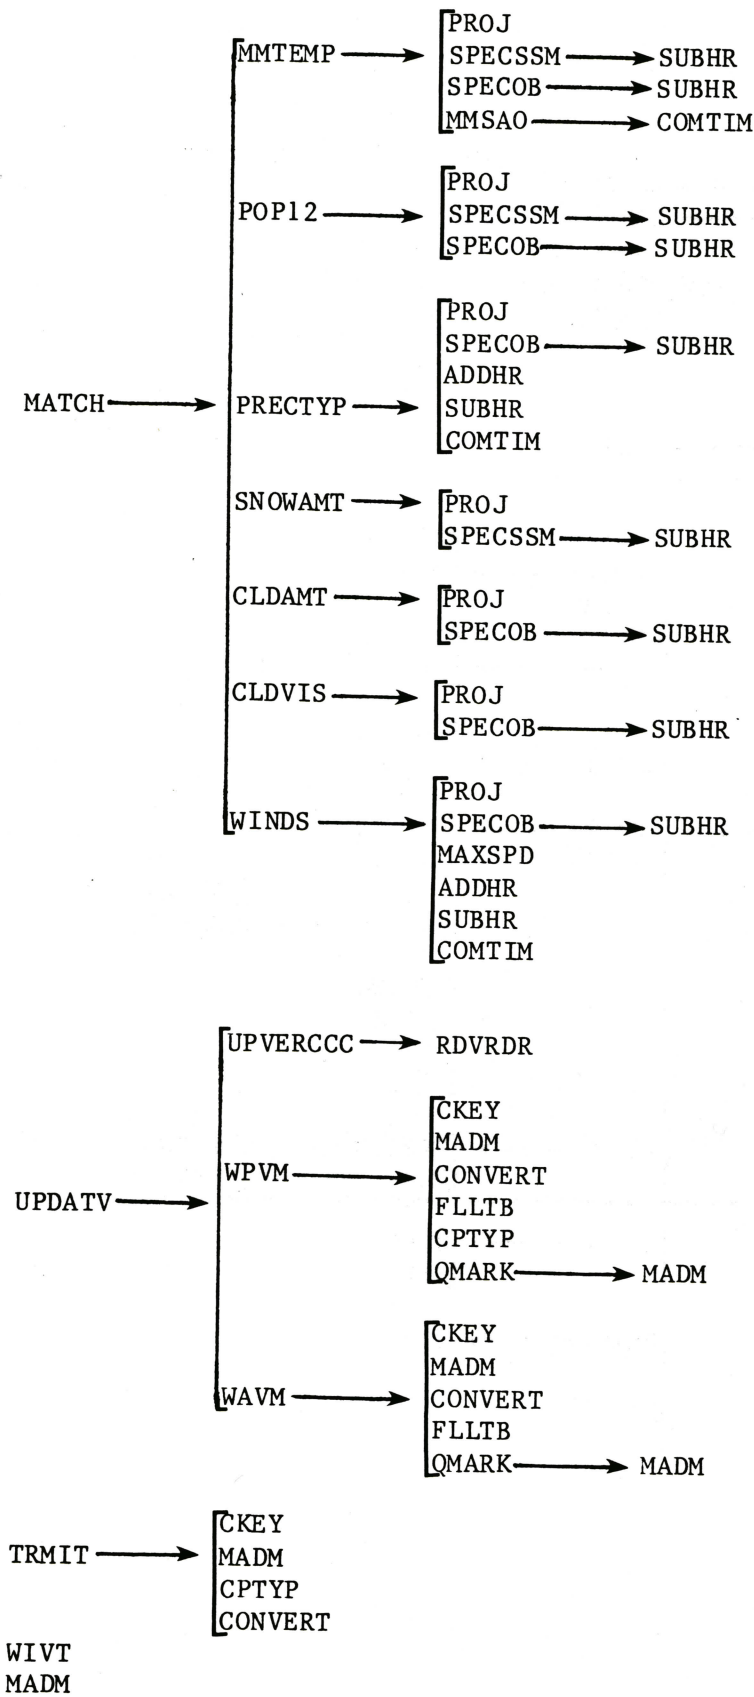 MMTEMP → PROJ
SPECSSM → SUBHR
SPECOB → SUBHR
MMSAO → COMTIM
POP12 → PROJ
SPECSSM → SUBHR
SPECOB → SUBHR
MATCH → PRECTYP → PROJ
SPECOB → SUBHR
ADDHR
SUBHR
COMTIM
SNOWAMT → PROJ
SPECSSM → SUBHR
CLDAMT → PROJ
SPECOB → SUBHR
CLDVIS → PROJ
SPECOB → SUBHR
WINDS → PROJ
SPECOB → SUBHR
MAXSPD
ADDHR
SUBHR
COMTIM
UPVERCCC → RDVRDR
UPDATV → WPVM → CKEY
MADM
CONVERT
FLLTB
CPTYP
QMARK → MADM
WAVM → CKEY
MADM
CONVERT
FLLTB
QMARK → MADM
TRMIT → CKEY
MADM
CPTYP
CONVERT
WIVT
MADM